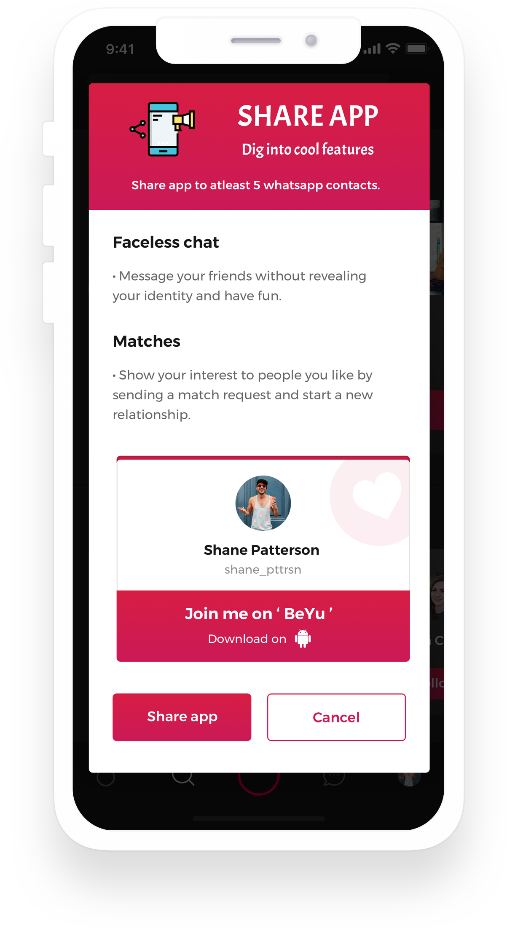 9:41
SHARE APP
Dig into cool features
Share app to atleast 5 whatsapp contacts.
Faceless chat
• Message your friends without revealing
your identity and have fun.
Matches
• Show your interest to people you like by
sending a match request and start a new
relationship.
Shane Patterson
shane_pttrsn
Join me on ‘ BeYu ’
Download on
Share app
Cancel